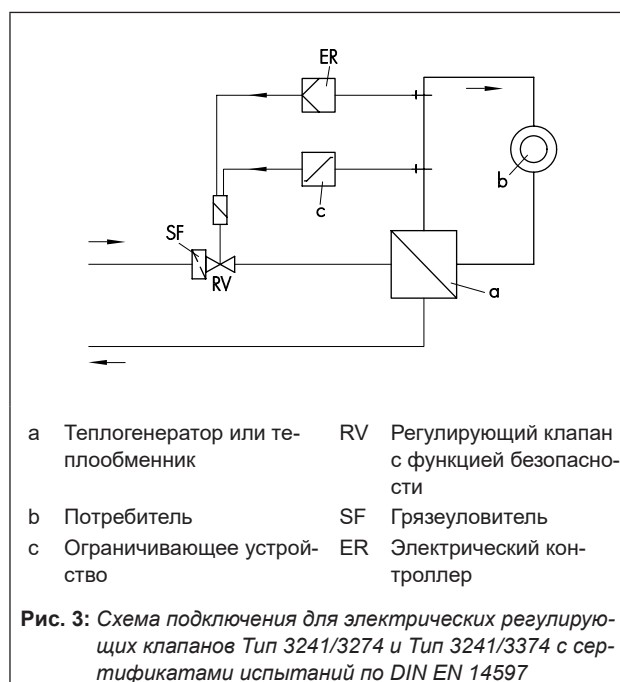 ER
c
b
SF
RV
a
a Теплогенератор или те-
плообменник
RV Регулирующий клапан
с функцией безопасно-
сти
b Потребитель
SF Грязеуловитель
c Ограничивающее устрой-
ство
ER Электрический кон-
троллер
Рис. 3: Схема подключения для электрических регулирую-
щих клапанов Тип 3241/3274 и Тип 3241/3374 с сер-
тификатами испытаний по DIN EN 14597